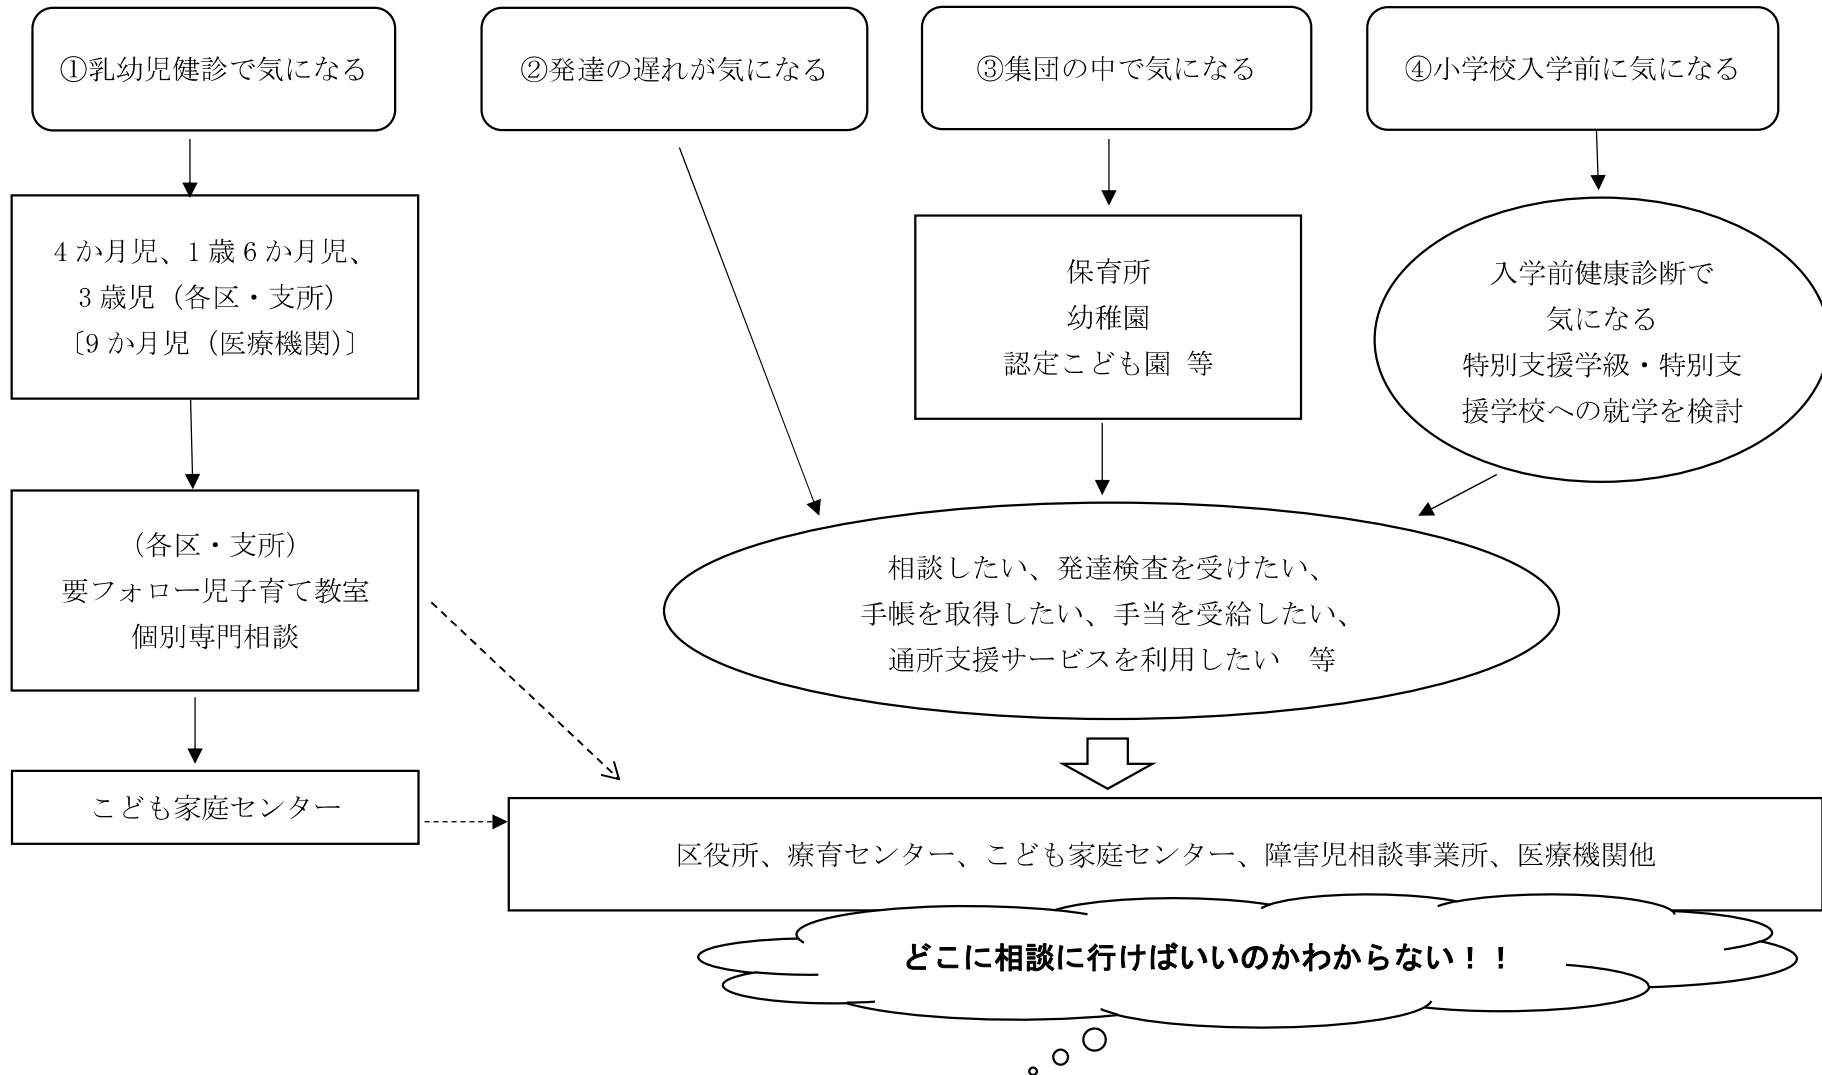 ①乳幼児健診で気になる
②発達の遅れが気になる
③集団の中で気になる
④小学校入学前に気になる
4か月児、1歳6か月児、
3歳児（各区・支所）
〔9か月児（医療機関）〕
保育所
幼稚園
認定こども園 等
入学前健康診断で
気になる
特別支援学級・特別支
援学校への就学を検討
（各区・支所）
要フォロー児子育て教室
個別専門相談
相談したい、発達検査を受けたい、
手帳を取得したい、手当を受給したい、
通所支援サービスを利用したい　等
こども家庭センター
区役所、療育センター、こども家庭センター、障害児相談事業所、医療機関他
どこに相談に行けばいいのかわからない！！